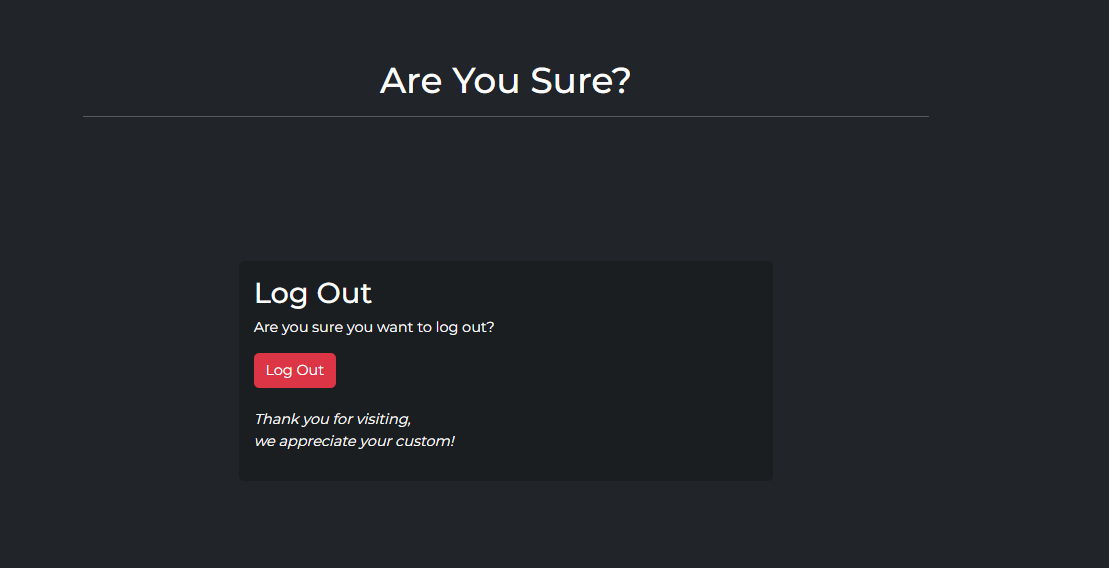 Are You Sure?
Log Out
Are you sure you want to log out?
Log Out
Thank you for visiting,
we appreciate your custom!